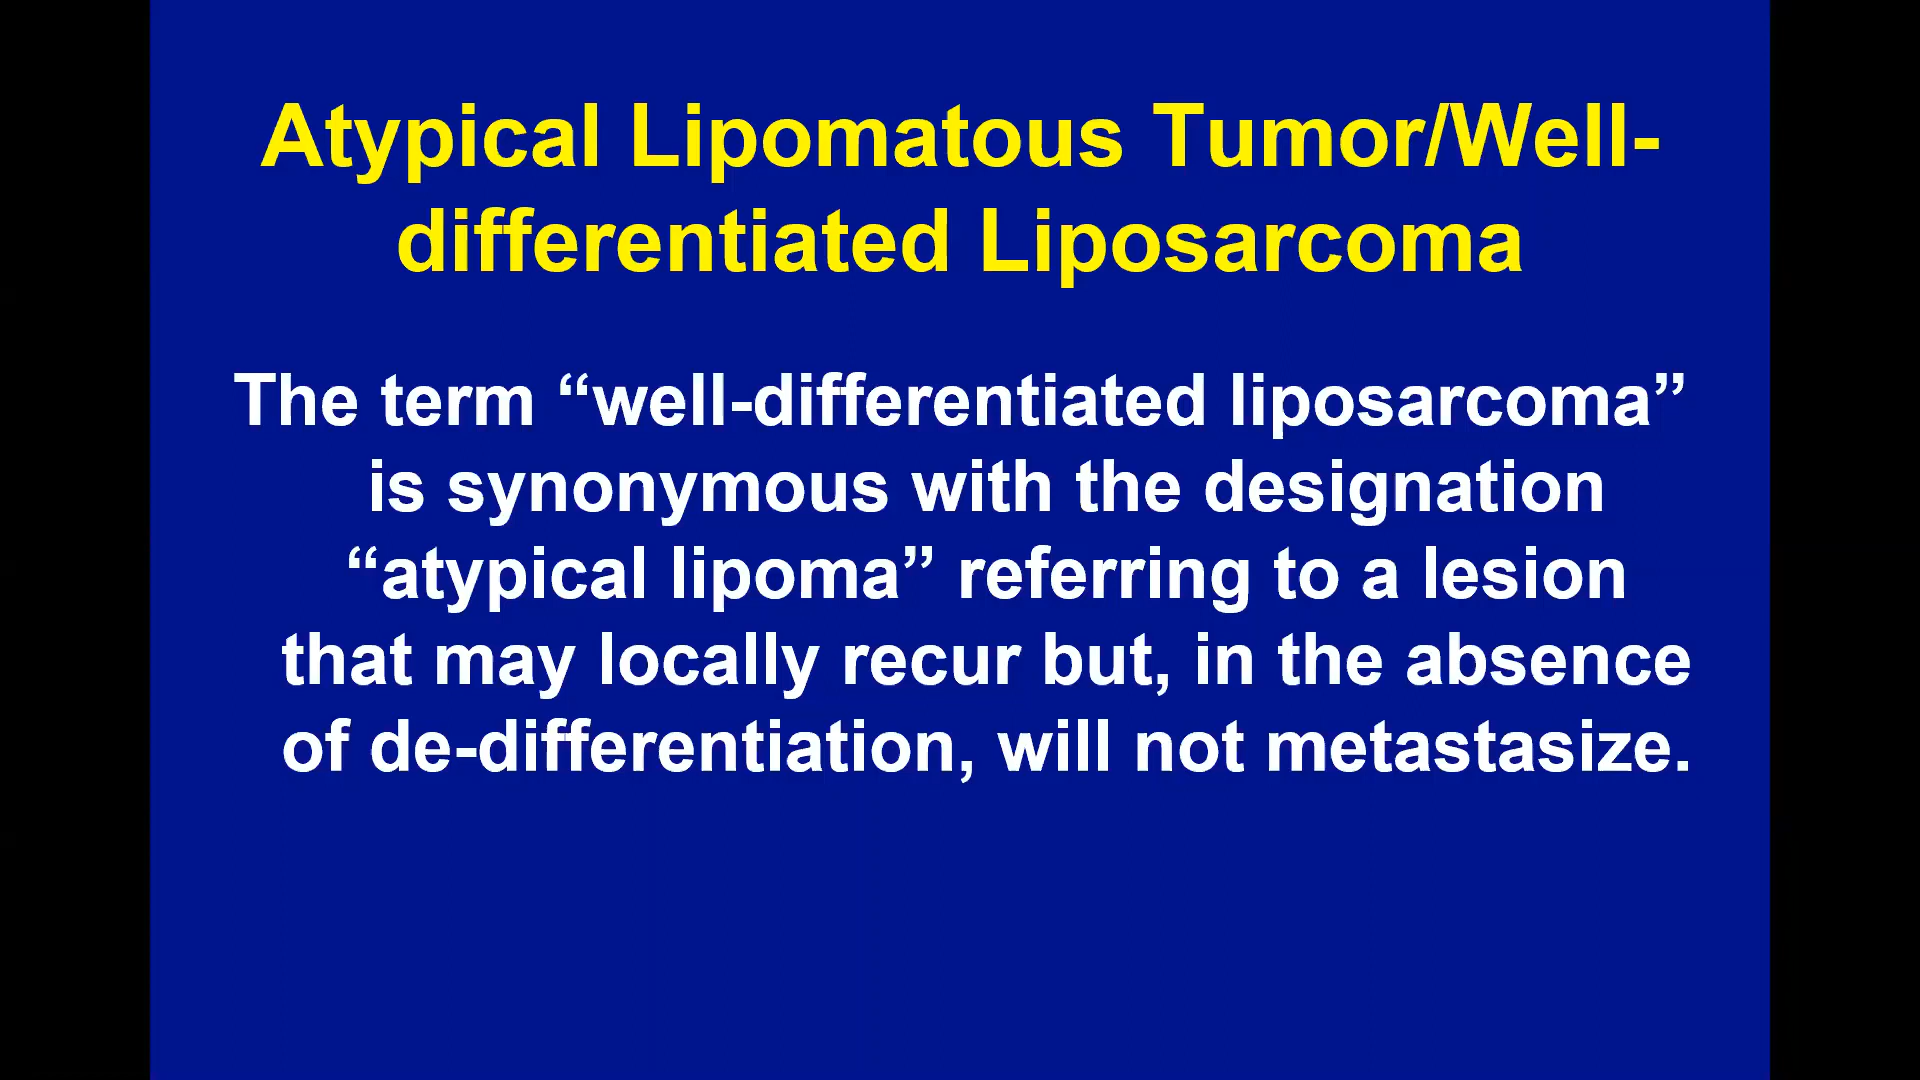 Atypical Lipomatous Tumor/Well-
differentiated Liposarcoma
The term “well-differentiated liposarcoma”
is synonymous with the designation
“atypical lipoma” referring to a lesion
that may locally recur but, in the absence
of de-differentiation, will not metastasize.